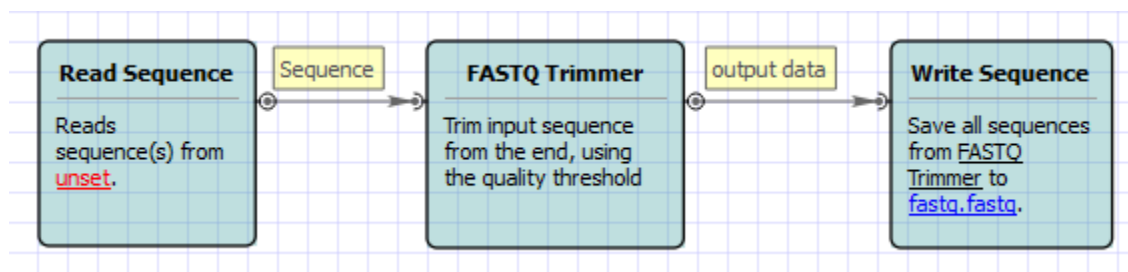 Read Sequence
Reads
sequence(s) from
unset.
Sequence
FASTQ Trimmer
Trim input sequence
from the end, using
the quality threshold
output data
Write Sequence
Save all sequences
from FASTQ
Trimmer to
fastq.fastq.